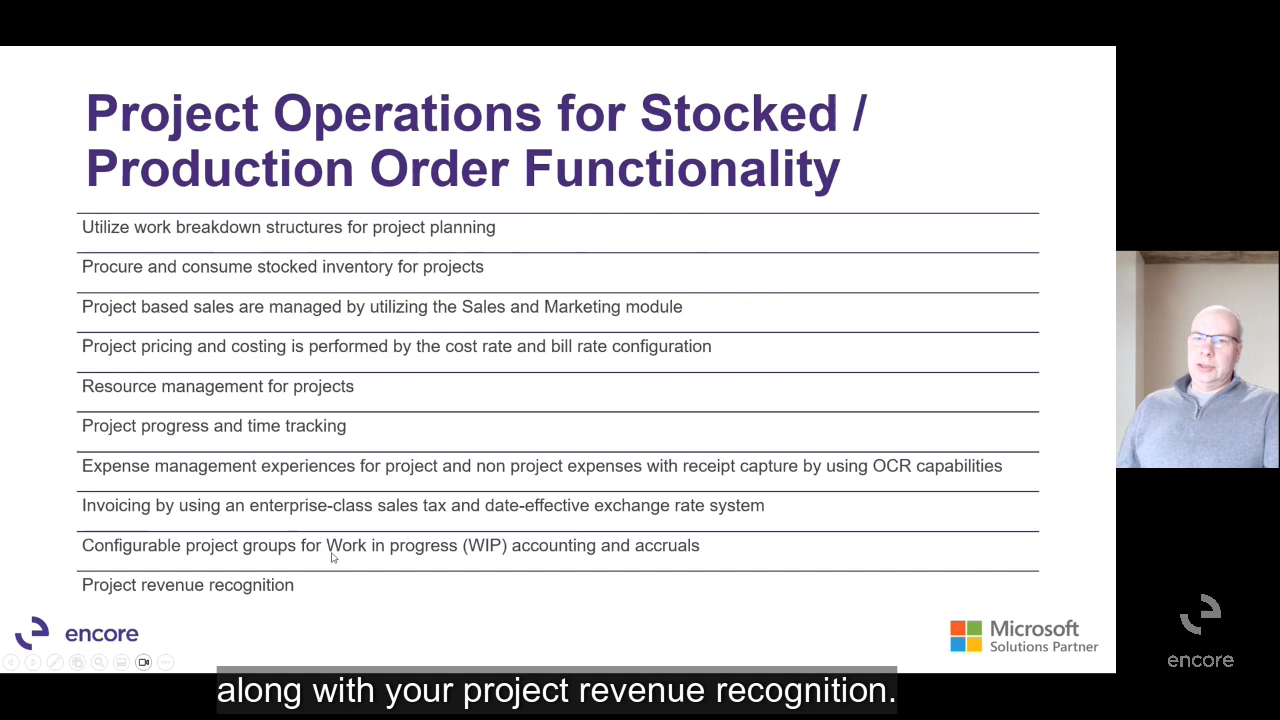 Project Operations for Stocked /
Production Order Functionality
Utilize work breakdown structures for project planning
Procure and consume stocked inventory for projects
Project based sales are managed by utilizing the Sales and Marketing module
Project pricing and costing is performed by the cost rate and bill rate configuration
Resource management for projects
Project progress and time tracking
Expense management experiences for project and non project expenses with receipt capture by using OCR capabilities
Invoicing by using an enterprise-class sales tax and date-effective exchange rate system
Configurable project groups for Work in progress (WIP) accounting and accruals
Project revenue recognition
encore
Microsoft
Solutions Partner
encore
along with your project revenue recognition.